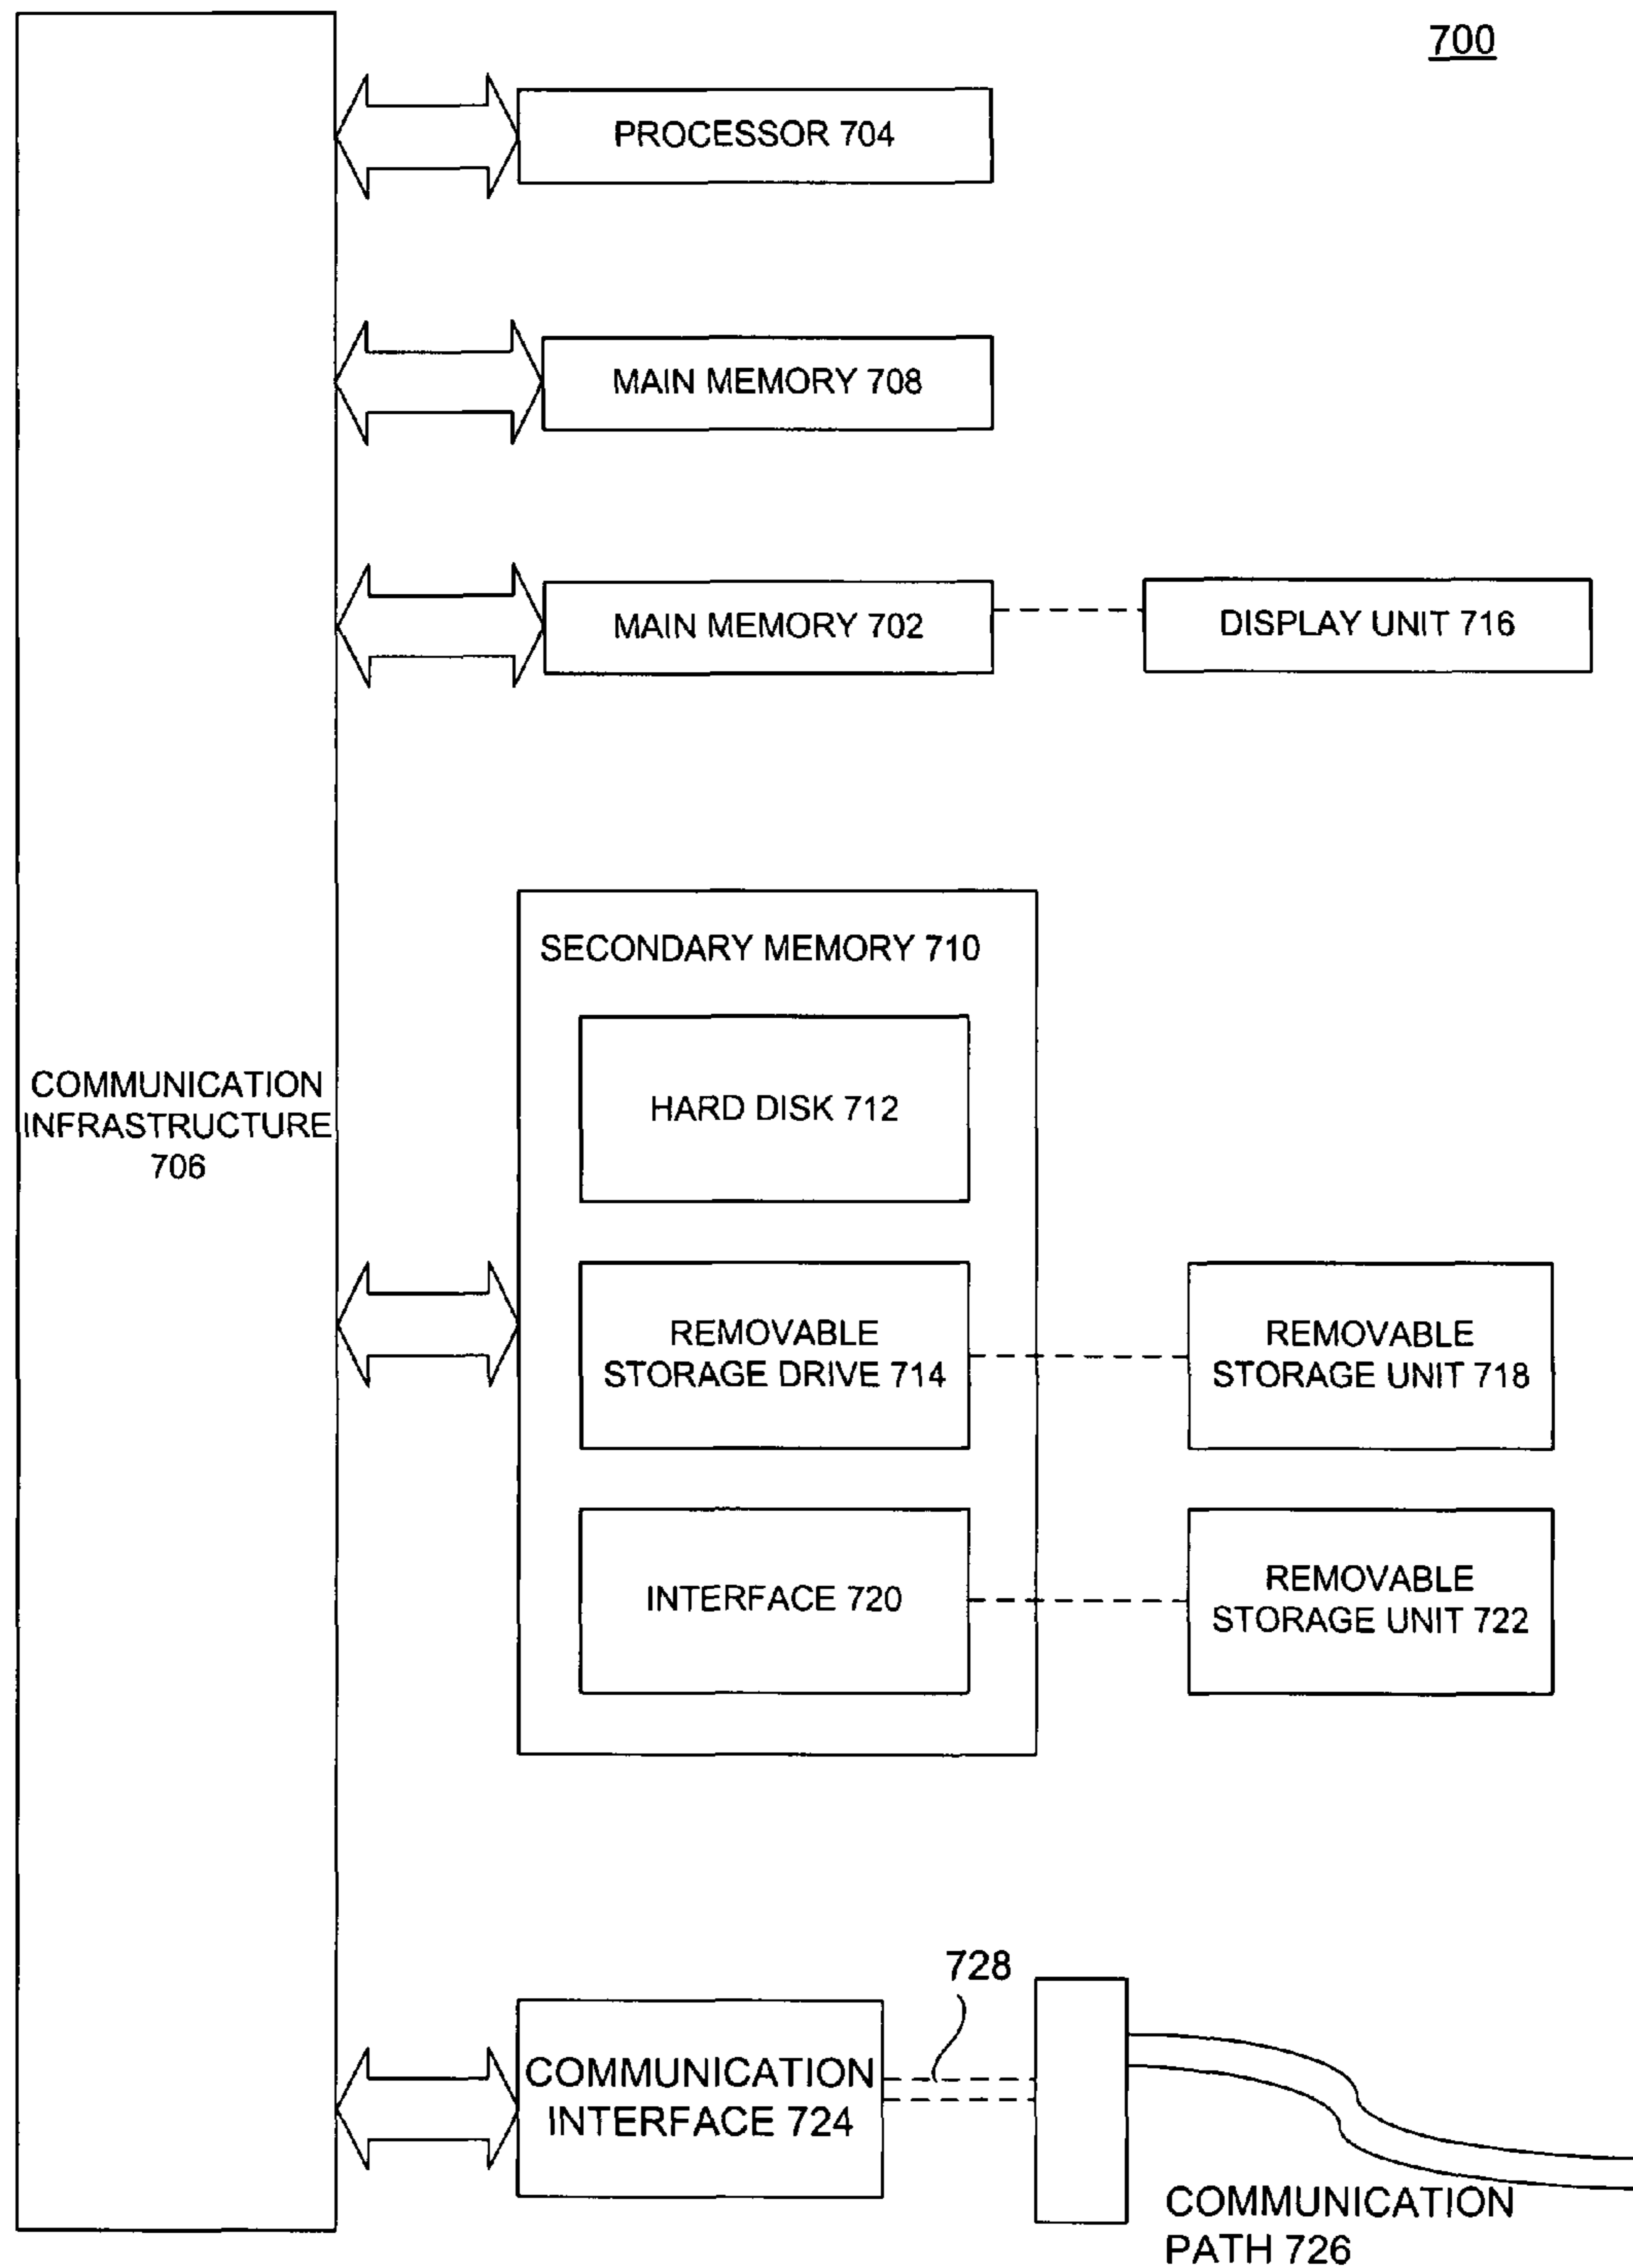 700
PROCESSOR 704
MAIN MEMORY 708
MAIN MEMORY 702
DISPLAY UNIT 716
SECONDARY MEMORY 710
HARD DISK 712
COMMUNICATION
INFRASTRUCTURE
706
REMOVABLE
STORAGE DRIVE 714
REMOVABLE
STORAGE UNIT 718
INTERFACE 720
REMOVABLE
STORAGE UNIT 722
728
COMMUNICATION
INTERFACE 724
COMMUNICATION
PATH 726